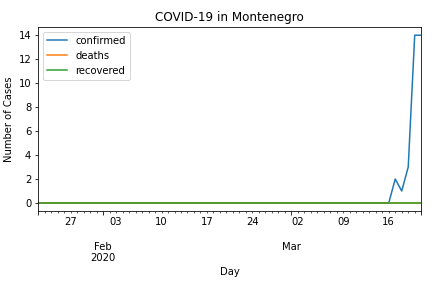 COVID-19 in Montenegro
confirmed
deaths
recovered
Number of Cases
14
12
10
8
6
4
2
0
27 03 10 17 24 02 09 16
Feb Mar
2020
Day